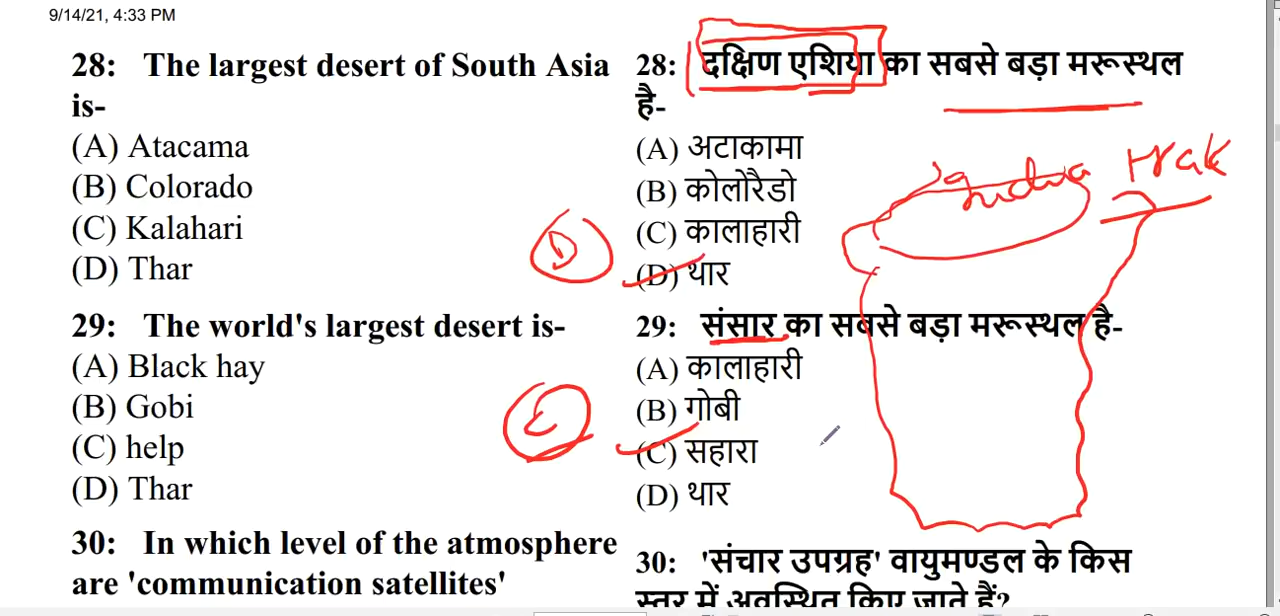 9/14/21, 4:33 PM
28: The largest desert of South Asia
is-
(A) Atacama
(B) Colorado
(C) Kalahari
(D) Thar
29: The world's largest desert is-
(A) Black hay
(B) Gobi
(C) help
(D) Thar
30: In which level of the atmosphere
are 'communication satellites'
28: दक्षिण एशिया का सबसे बड़ा मरूस्थल
है-
(A) अटाकामा
(B) कोलोरैडो
(C) कालाहारी
(D) थार
D
29: संसार का सबसे बड़ा मरूस्थल है-
(A) कालाहारी
(B) गोबी
(C) सहारा
(D) थार
C
30: 'संचार उपग्रह' वायुमण्डल के किस
स्तर में अवस्थित किए जाते हैं?
India